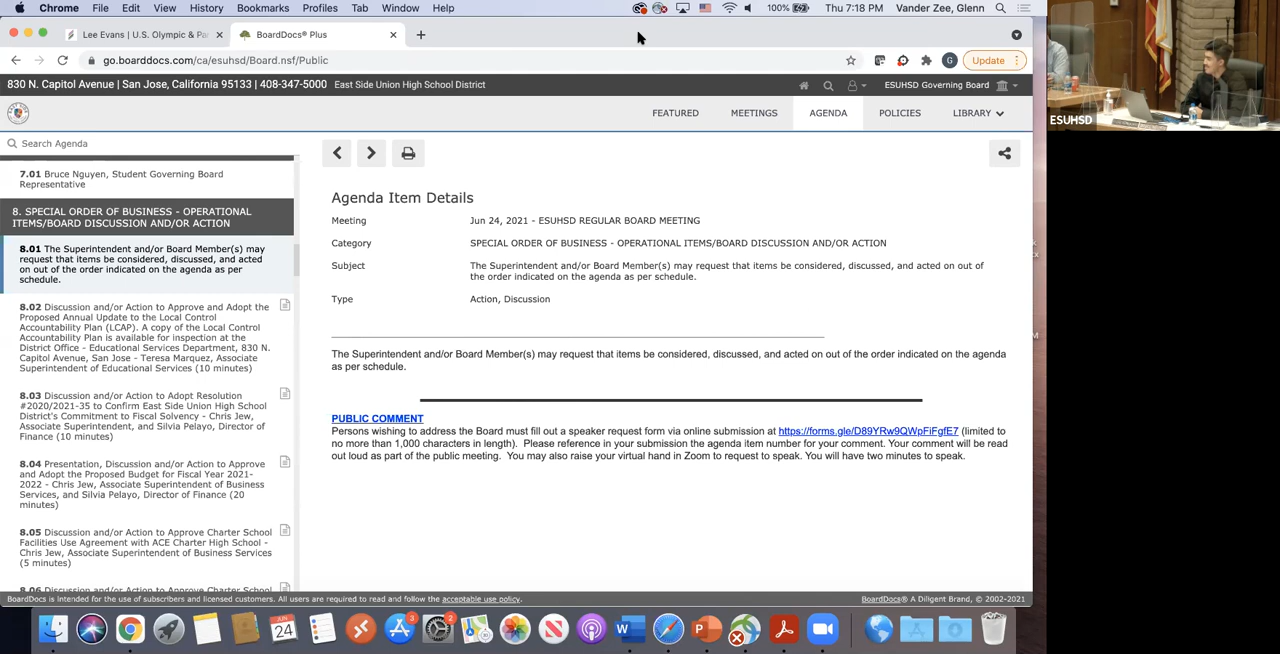 Chrome File Edit View History Bookmarks Profiles Tab Window Help 100% Thu 7:18 PM Vander Zee, Glenn
Lee Evans | U.S. Olympic & Pa BoardDocs® Plus
go.boarddocs.com/ca/esuhsd/Board.nsf/Public G Update
830 N. Capitol Avenue | San Jose, California 95133 | 408-347-5000 East Side Union High School District ESUHSD Governing Board
FEATURED MEETINGS AGENDA POLICIES LIBRARY
Search Agenda
7.01 Bruce Nguyen, Student Governing Board
Representative
8. SPECIAL ORDER OF BUSINESS - OPERATIONAL
ITEMS/BOARD DISCUSSION AND/OR ACTION
8.01 The Superintendent and/or Board Member(s) may
request that items be considered, discussed, and acted
on out of the order indicated on the agenda as per
schedule.
8.02 Discussion and/or Action to Approve and Adopt the
Proposed Annual Update to the Local Control
Accountability Plan (LCAP). A copy of the Local Control
Accountability Plan is available for inspection at the
District Office - Educational Services Department, 830 N.
Capitol Avenue, San Jose - Teresa Marquez, Associate
Superintendent of Educational Services (10 minutes)
8.03 Discussion and/or Action to Adopt Resolution
#2020/2021-35 to Confirm East Side Union High School
District's Commitment to Fiscal Solvency - Chris Jew,
Associate Superintendent, and Silvia Pelayo, Director of
Finance (10 minutes)
8.04 Presentation, Discussion and/or Action to Approve
and Adopt the Proposed Budget for Fiscal Year 2021-
2022 - Chris Jew, Associate Superintendent of Business
Services, and Silvia Pelayo, Director of Finance (20
minutes)
8.05 Discussion and/or Action to Approve Charter School
Facilities Use Agreement with ACE Charter High School -
Chris Jew, Associate Superintendent of Business Services
(5 minutes)
8.06 Discussion and/or Action to Approve Charter School
Agenda Item Details
Meeting Jun 24, 2021 - ESUHSD REGULAR BOARD MEETING
Category SPECIAL ORDER OF BUSINESS - OPERATIONAL ITEMS/BOARD DISCUSSION AND/OR ACTION
Subject The Superintendent and/or Board Member(s) may request that items be considered, discussed, and acted on out of
the order indicated on the agenda as per schedule.
Type Action, Discussion
The Superintendent and/or Board Member(s) may request that items be considered, discussed, and acted on out of the order indicated on the agenda
as per schedule.
PUBLIC COMMENT
Persons wishing to address the Board must fill out a speaker request form via online submission at https://forms.gle/D89YRw9QWpFiFgfE7 (limited to
no more than 1,000 characters in length). Please reference in your submission the agenda item number for your comment. Your comment will be read
out loud as part of the public meeting. You may also raise your virtual hand in Zoom to request to speak. You will have two minutes to speak.
BoardDocs is intended for the use of subscribers and licensed customers. All users are required to read and follow the acceptable use policy. BoardDocs® A Diligent Brand, © 2002-2021
ESUHSD
JUN
24
3
2
W
P